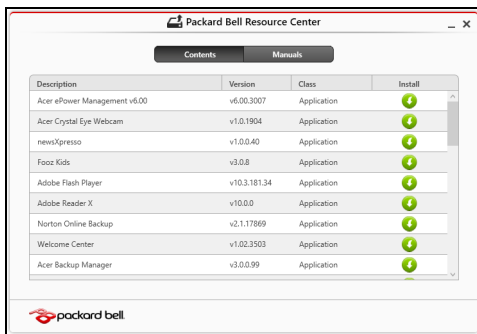 Packard Bell Resource Center
Contents Manuals
Description Version Class Install
Acer ePower Management v6.00 v6.00.3007 Application
Acer Crystal Eye Webcam v1.0.1904 Application
newsXpresso v1.0.0.40 Application
Fooz Kids v3.0.8 Application
Adobe Flash Player v10.3.181.34 Application
Adobe Reader X v10.0.0 Application
Norton Online Backup v2.1.17869 Application
Welcome Center v1.02.3503 Application
Acer Backup Manager v3.0.0.99 Application
packard bell